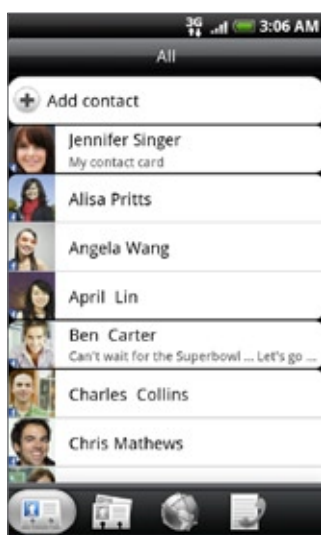 3G 3:06 AM
All
Add contact
Jennifer Singer
My contact card
Alisa Pritts
Angela Wang
April Lin
Ben Carter
Can't wait for the Superbowl ... Let's go ...
Charles Collins
Chris Mathews